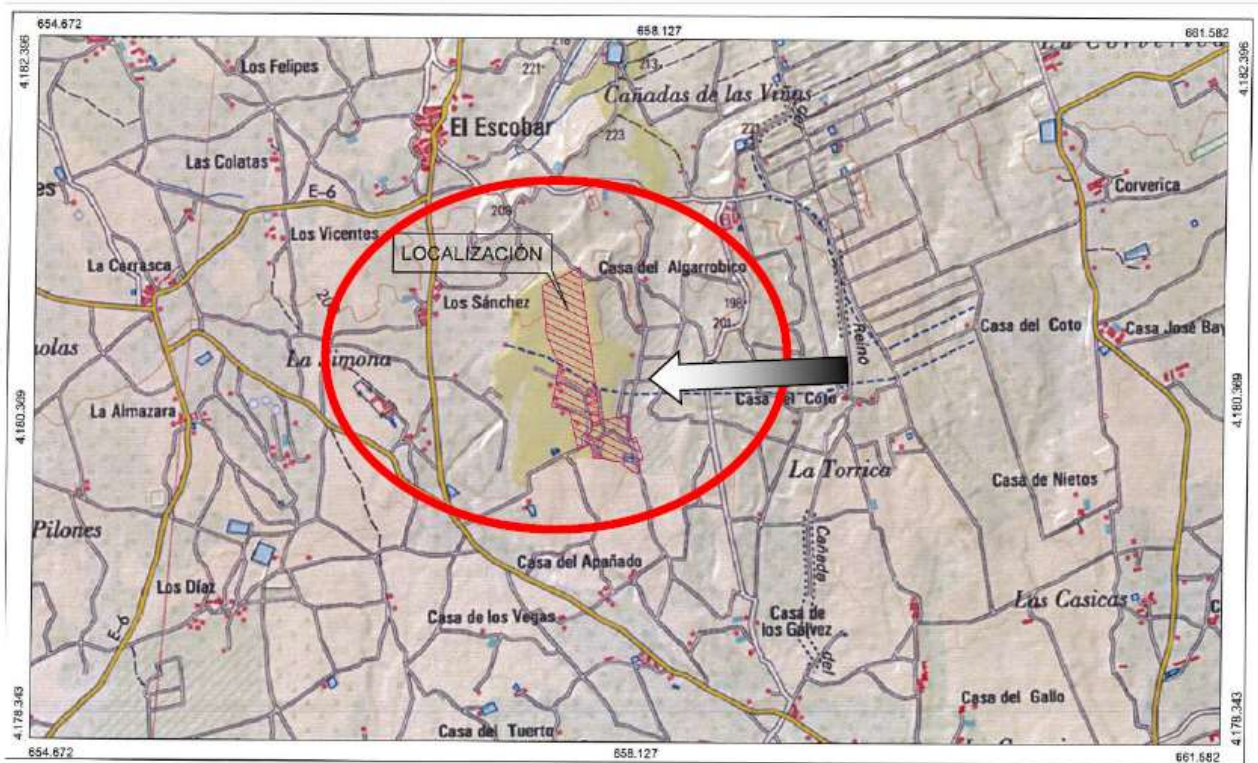 654.672
658.127
661.582
4.182.396
4.182.396
Los Felipes
221
213
Cañadas de las Viñas
El Escobar
223
221
Las Colatas
Corverica
E-6
209
Los Vicentes
LOCALIZACIÓN
La Carrasca
Casa del Algarrobico
Los Sánchez
198
201
Reino
Casa del Coto
Casa José Bay
La Simona
4.180.369
4.180.369
La Almazara
Casa del Coto
La Torrica
Casa de Nietos
Pilones
Cañada
Casa del Apañado
Los Díaz
Casa de los Vegas
Casa de
los Gálvez
del
Las Casicas
E-6
Casa del Gallo
Casa del Tuerto
4.178.343
4.178.343
654.672
658.127
661.582